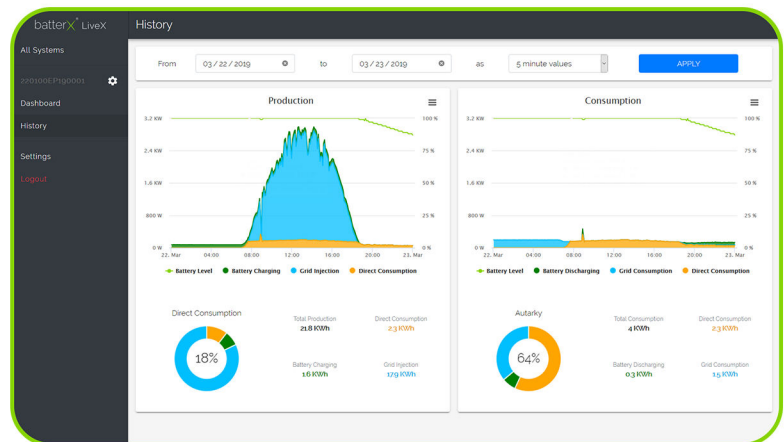 batterX® LiveX
History
All Systems
220100EP190001
Dashboard
History
Settings
Logout
From 03 / 22 / 2019 to 03 / 23 / 2019 as 5 minute values APPLY
Production
3.2 KW 100 %
2.4 KW 75 %
1.6 KW 50 %
800 W 25 %
0 W 0 %
22. Mar 04:00 08:00 12:00 16:00 20:00 23. Mar
Battery Level Battery Charging Grid Injection Direct Consumption
Direct Consumption
18%
Total Production Direct Consumption
21.8 KWh 2.3 KWh
Battery Charging Grid Injection
1.6 KWh 17.9 KWh
Consumption
3.2 KW 100 %
2.4 KW 75 %
1.6 KW 50 %
800 W 25 %
0 W 0 %
22. Mar 04:00 08:00 12:00 16:00 20:00 23. Mar
Battery Level Battery Discharging Grid Consumption Direct Consumption
Autarky
64%
Total Consumption Direct Consumption
4 KWh 2.3 KWh
Battery Discharging Grid Consumption
0.3 KWh 1.5 KWh